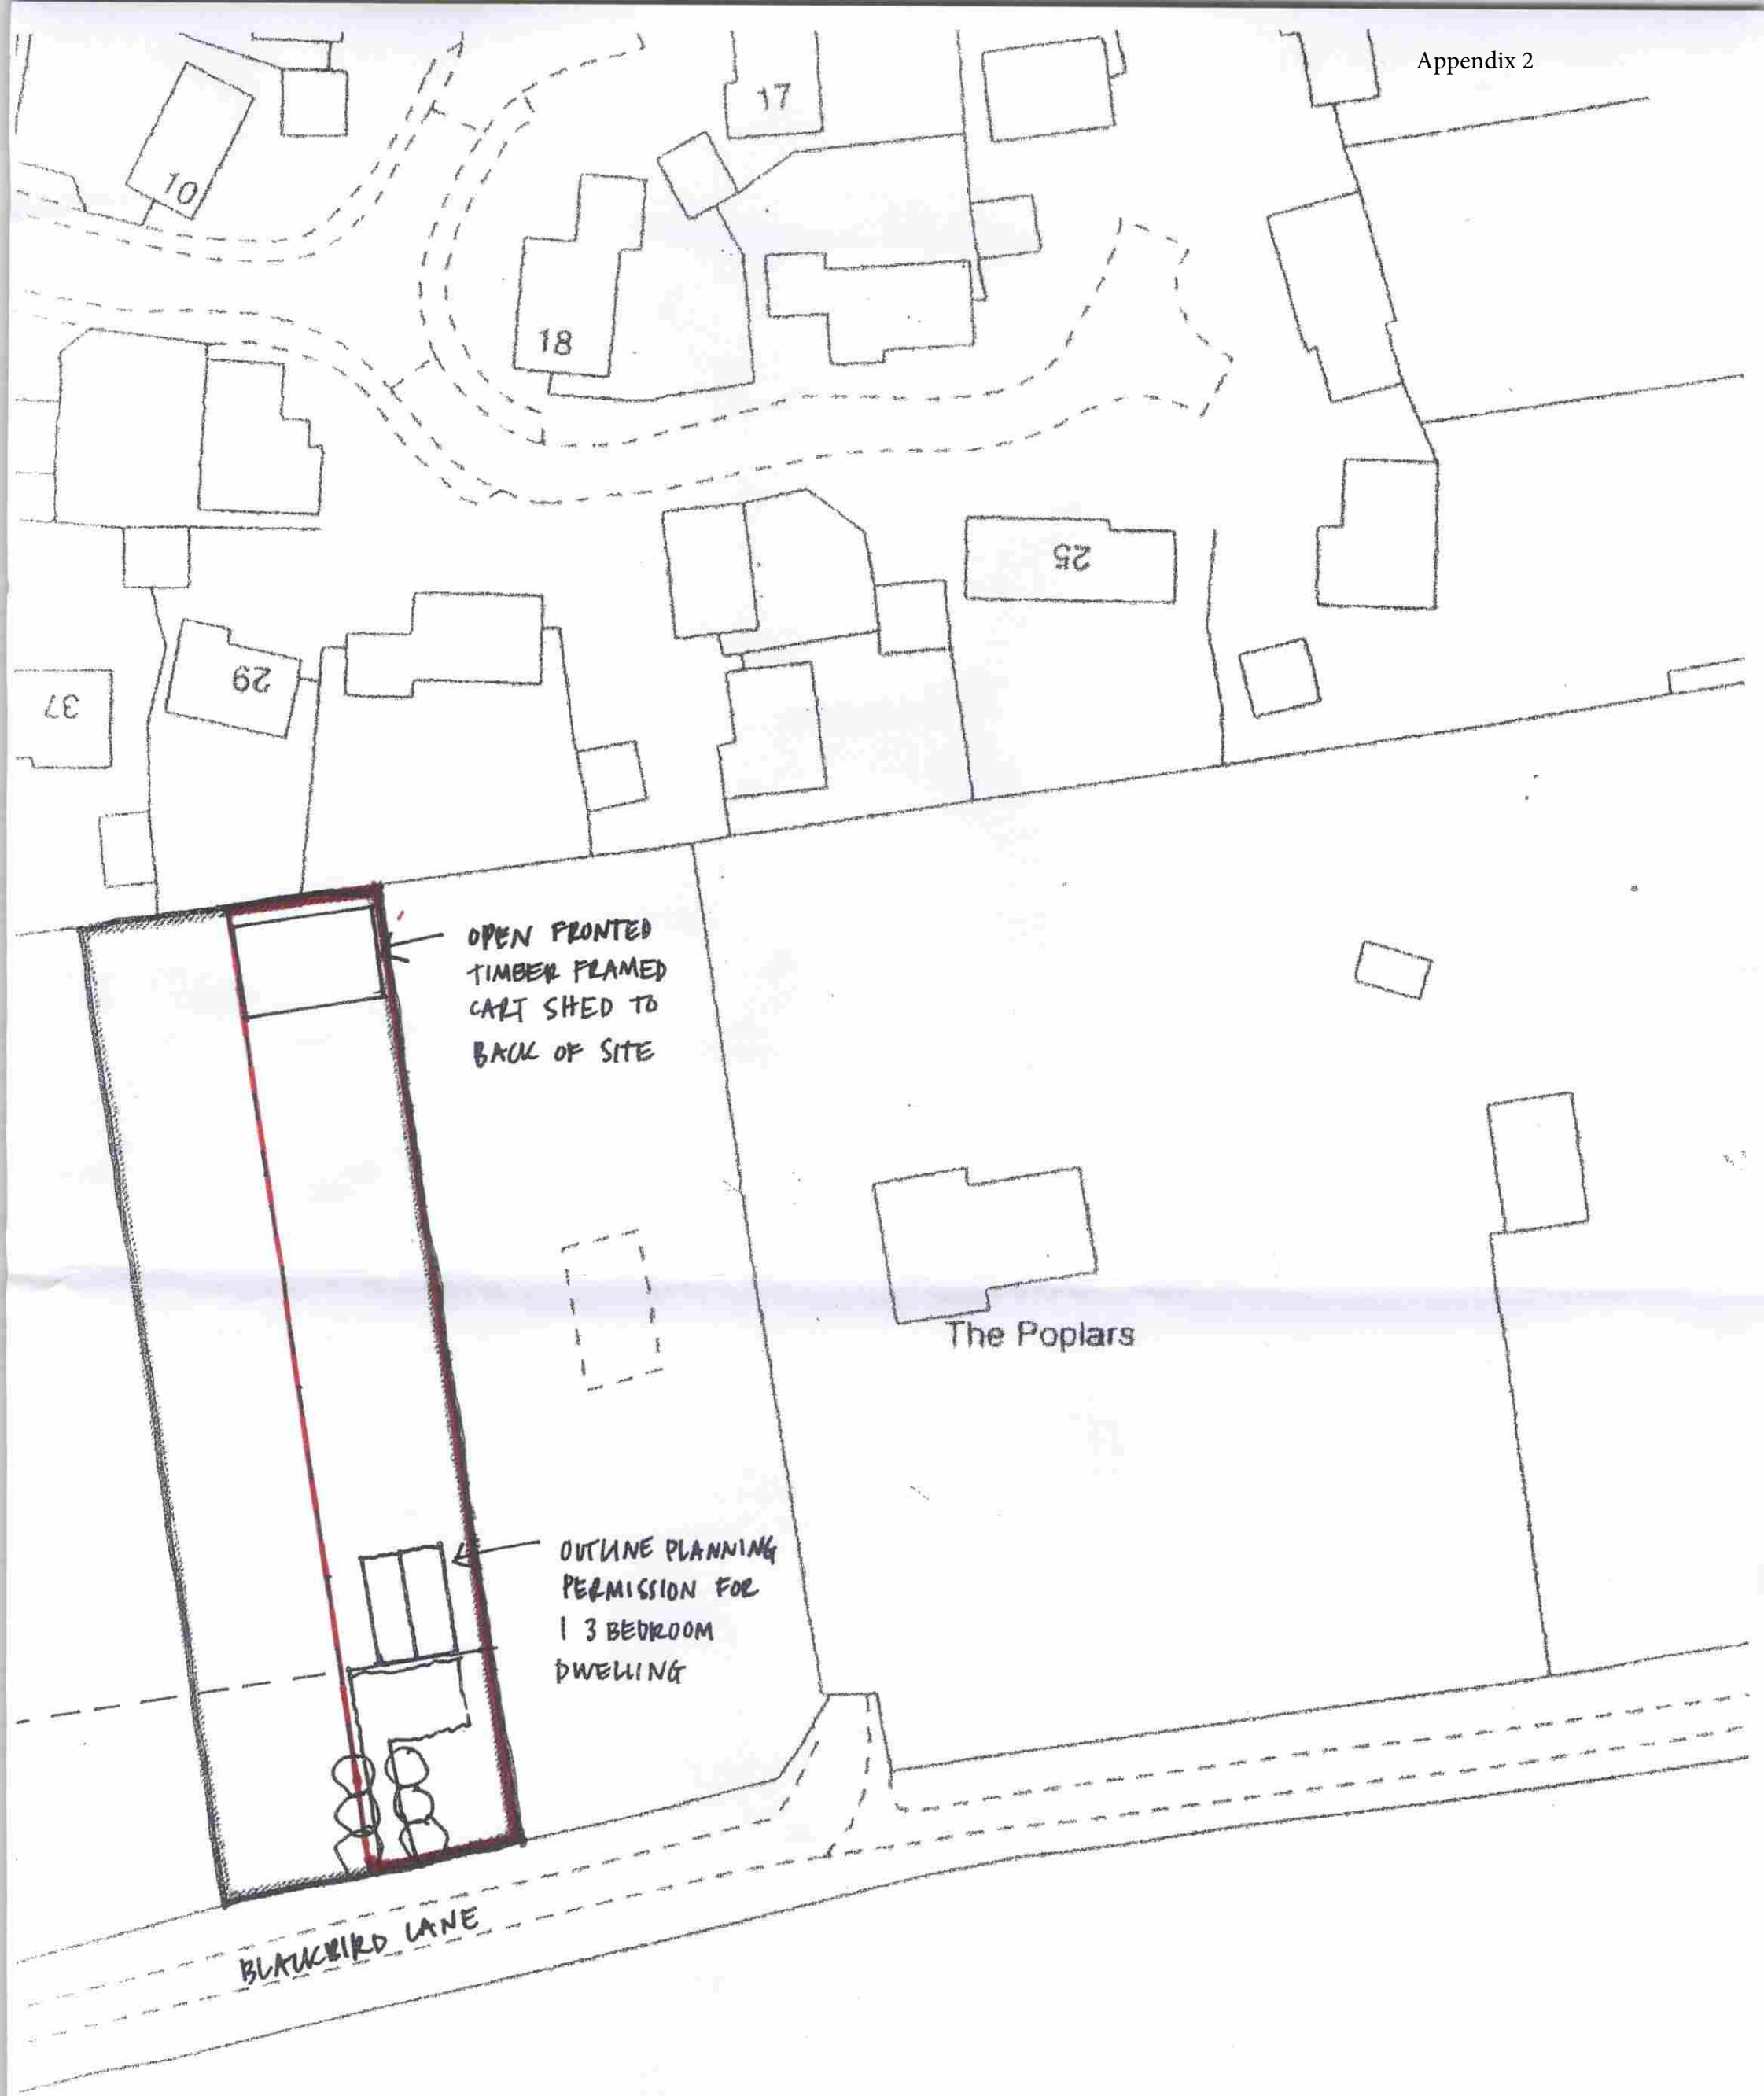 Appendix 2
17
10
18
25
29
37
OPEN FRONTED
TIMBER FRAMED
CART SHED TO
BACK OF SITE
The Poplars
OUTLINE PLANNING
PERMISSION FOR
1 3 BEDROOM
DWELLING
BLACKBIRD LANE